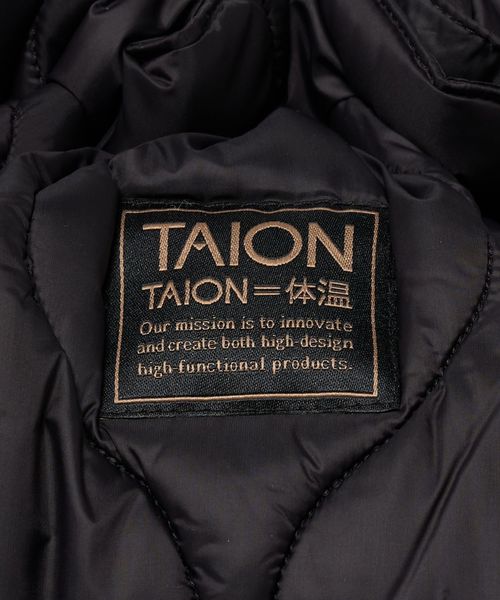 TAION
TAION=体温
Our mission is to innovate
and create both high-design
high-functional products.